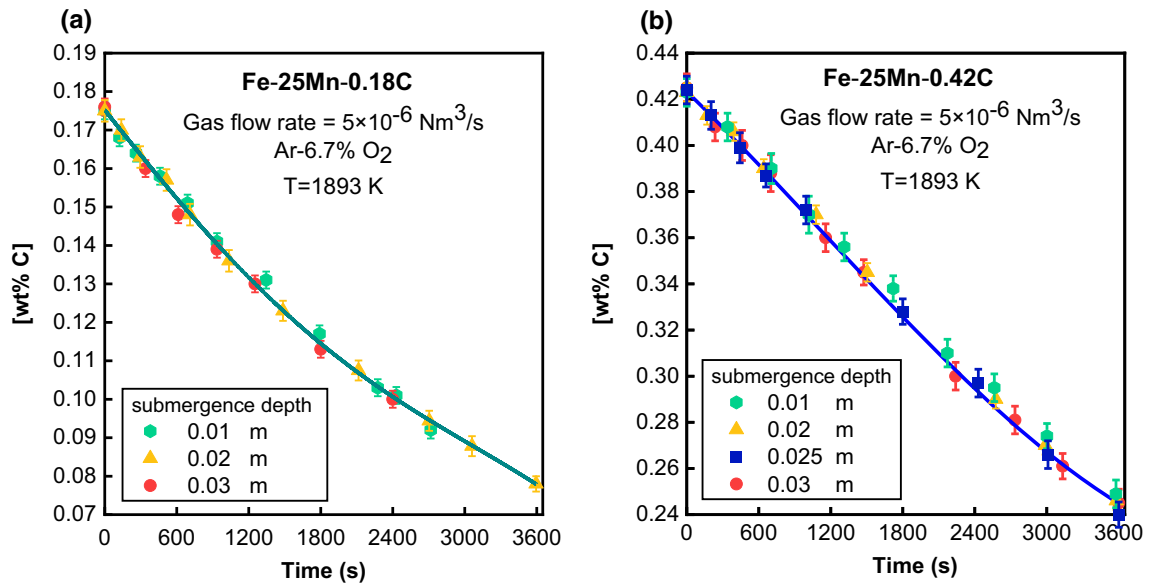 (a)
Fe-25Mn-0.18C
Gas flow rate = 5×10⁻⁶ Nm³/s
Ar-6.7% O₂
T=1893 K
[wt% C]
0.19
0.18
0.17
0.16
0.15
0.14
0.13
0.12
0.11
0.10
0.09
0.08
0.07
submergence depth
0.01 m
0.02 m
0.03 m
0 600 1200 1800 2400 3000 3600
Time (s)
(b)
Fe-25Mn-0.42C
Gas flow rate = 5×10⁻⁶ Nm³/s
Ar-6.7% O₂
T=1893 K
[wt% C]
0.44
0.42
0.40
0.38
0.36
0.34
0.32
0.30
0.28
0.26
0.24
submergence depth
0.01 m
0.02 m
0.025 m
0.03 m
0 600 1200 1800 2400 3000 3600
Time (s)